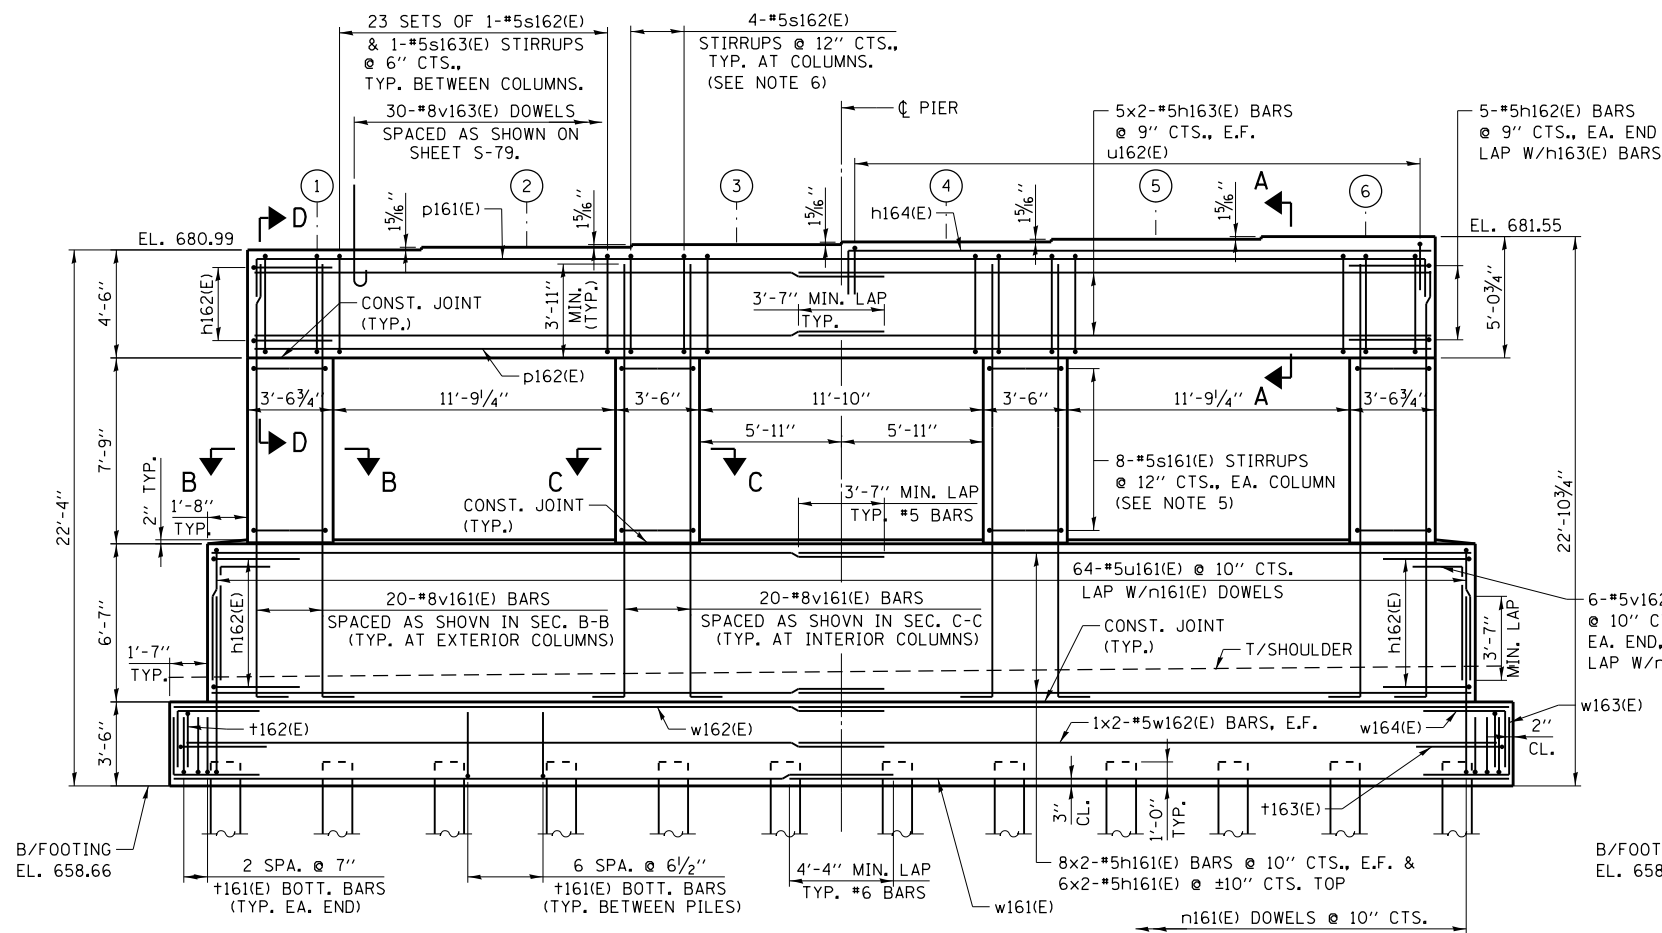 23 SETS OF 1-#5s162(E)
& 1-#5s163(E) STIRRUPS
@ 6" CTS.,
TYP. BETWEEN COLUMNS.
4-#5s162(E)
STIRRUPS @ 12" CTS.,
TYP. AT COLUMNS.
(SEE NOTE 6)
30-#8v163(E) DOWELS
SPACED AS SHOWN ON
SHEET S-79.
℄ PIER
5x2-#5h163(E) BARS
@ 9" CTS., E.F.
u162(E)
5-#5h162(E) BARS
@ 9" CTS., EA. END
LAP W/h163(E) BARS
1
2
3
4
5
6
D
A
p161(E)
h164(E)
1 5/16"
1 5/16"
1 5/16"
1 5/16"
1 5/16"
EL. 680.99
EL. 681.55
4'-6"
h162(E)
CONST. JOINT
(TYP.)
3'-11"
MIN.
(TYP.)
3'-7" MIN. LAP
TYP.
5'-0 3/4"
p162(E)
3'-6 3/4"
11'-9 1/4"
3'-6"
11'-10"
3'-6"
11'-9 1/4"
A
3'-6 3/4"
D
5'-11"
5'-11"
7'-9"
B
B
C
C
8-#5s161(E) STIRRUPS
@ 12" CTS., EA. COLUMN
(SEE NOTE 5)
2" TYP.
1'-8"
TYP.
CONST. JOINT
(TYP.)
3'-7" MIN. LAP
TYP. #5 BARS
22'-4"
22'-10 3/4"
64-#5u161(E) @ 10" CTS.
LAP W/n161(E) DOWELS
6'-7"
h162(E)
20-#8v161(E) BARS
SPACED AS SHOVN IN SEC. B-B
(TYP. AT EXTERIOR COLUMNS)
20-#8v161(E) BARS
SPACED AS SHOVN IN SEC. C-C
(TYP. AT INTERIOR COLUMNS)
CONST. JOINT
(TYP.)
T/SHOULDER
h162(E)
3'-7"
MIN. LAP
6-#5v162
@ 10" C
EA. END,
LAP W/n
1'-7"
TYP.
3'-6"
t162(E)
w162(E)
1x2-#5w162(E) BARS, E.F.
w164(E)
w163(E)
2"
CL.
3"
CL.
1'-0"
TYP.
t163(E)
B/FOOTING
EL. 658.66
2 SPA. @ 7"
t161(E) BOTT. BARS
(TYP. EA. END)
6 SPA. @ 6 1/2"
t161(E) BOTT. BARS
(TYP. BETWEEN PILES)
4'-4" MIN. LAP
TYP. #6 BARS
w161(E)
8x2-#5h161(E) BARS @ 10" CTS., E.F. &
6x2-#5h161(E) @ ±10" CTS. TOP
n161(E) DOWELS @ 10" CTS.
B/FOOT
EL. 658